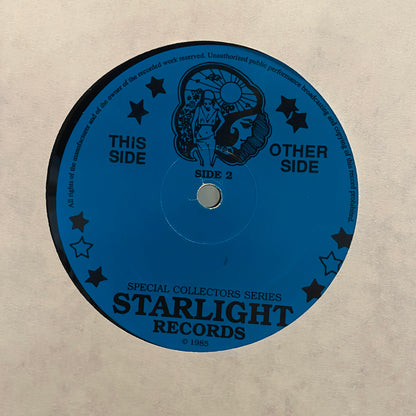 All rights of the manufacturer and of the owner of the recorded work reserved. Unauthorized public performance broadcasting and copying of this record prohibited.
THiS
SIDE
OTHER
SIDE
SIDE 2
SPECIAL COLLECTORS SERIES
STARLIGHT
RECORDS
© 1985